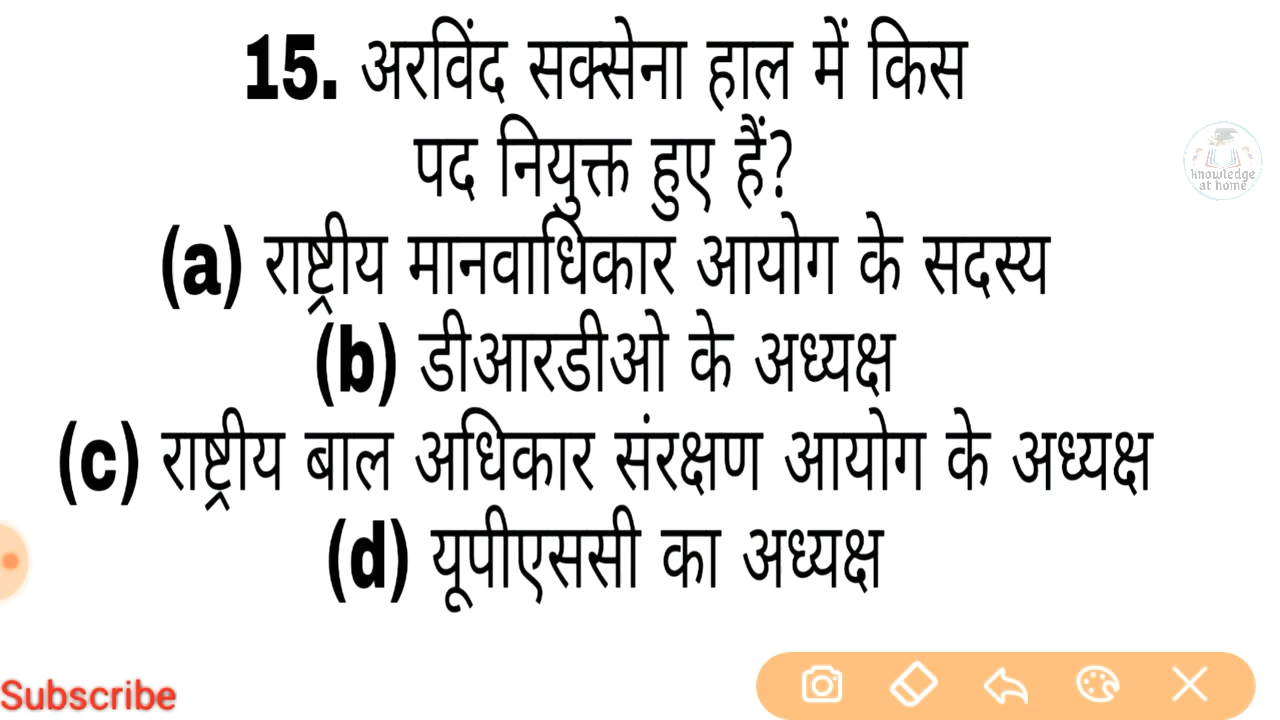 15. अरविंद सक्सेना हाल में किस
पद नियुक्त हुए हैं?
(a) राष्ट्रीय मानवाधिकार आयोग के सदस्य
(b) डीआरडीओ के अध्यक्ष
(c) राष्ट्रीय बाल अधिकार संरक्षण आयोग के अध्यक्ष
(d) यूपीएससी का अध्यक्ष
knowledge
at home
Subscribe